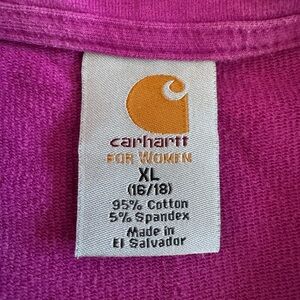 carhartt
FOR WOMEN
XL
(16/18)
95% Cotton
5% Spandex
Made in
El Salvador